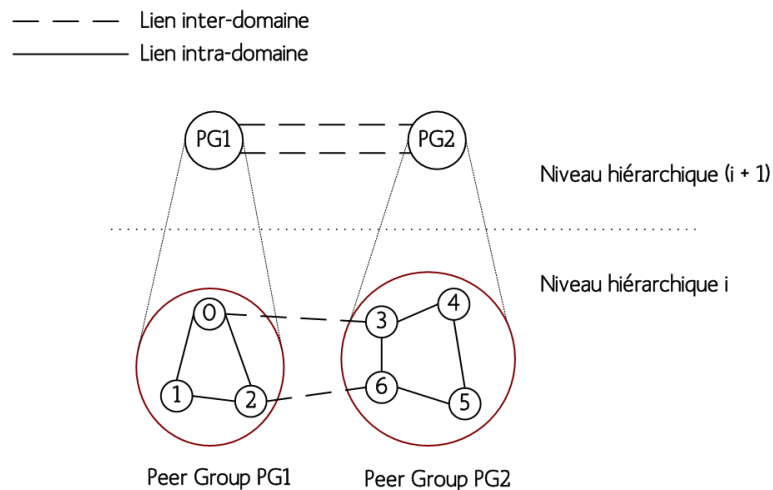 Lien inter-domaine
Lien intra-domaine
PG1
PG2
Niveau hiérarchique (i + 1)
Niveau hiérarchique i
0
3
4
1
2
6
5
Peer Group PG1
Peer Group PG2